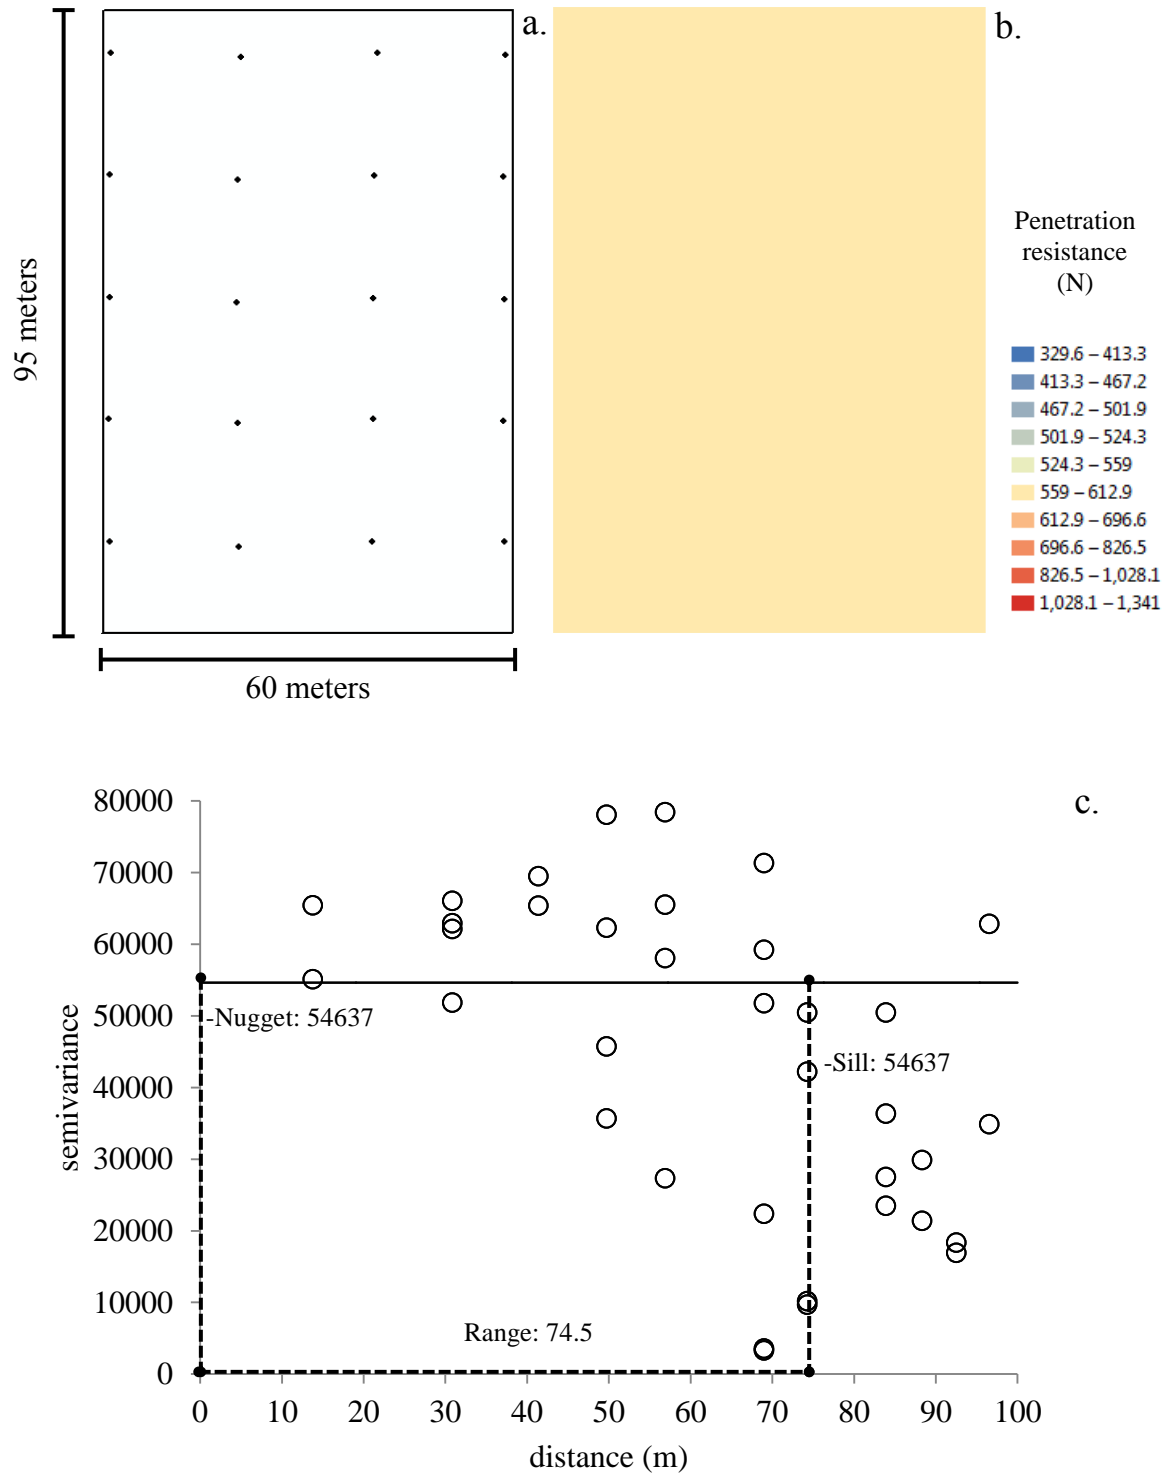 a.
95 meters
60 meters
b.
Penetration
resistance
(N)
329.6 – 413.3
413.3 – 467.2
467.2 – 501.9
501.9 – 524.3
524.3 – 559
559 – 612.9
612.9 – 696.6
696.6 – 826.5
826.5 – 1,028.1
1,028.1 – 1,341
c.
semivariance
80000
70000
60000
50000
40000
30000
20000
10000
0
-Nugget: 54637
-Sill: 54637
Range: 74.5
0 10 20 30 40 50 60 70 80 90 100
distance (m)